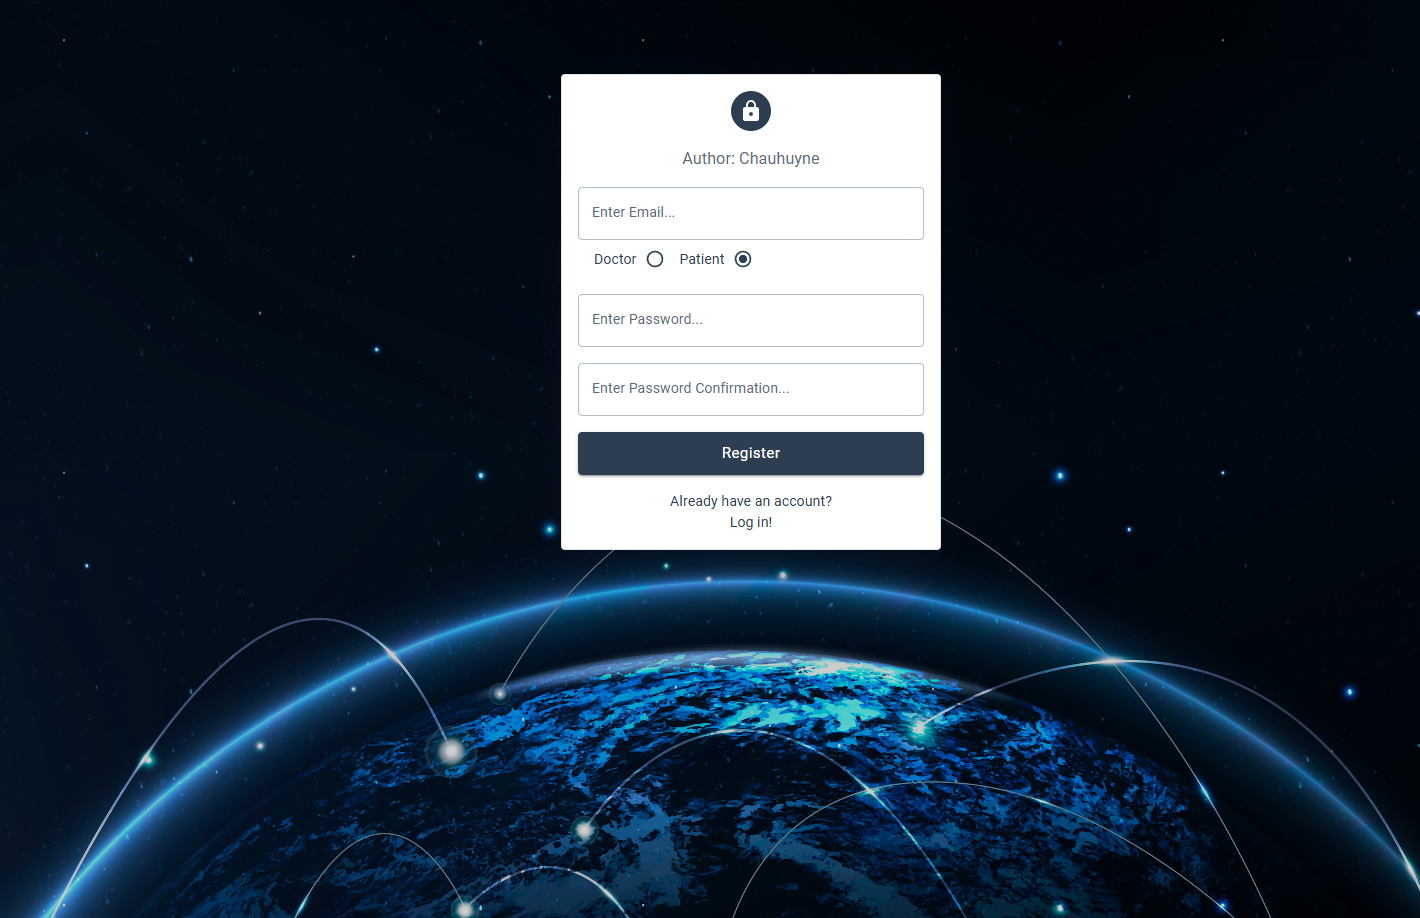 Author: Chauhuyne
Enter Email...
Doctor Patient
Enter Password...
Enter Password Confirmation...
Register
Already have an account?
Log in!